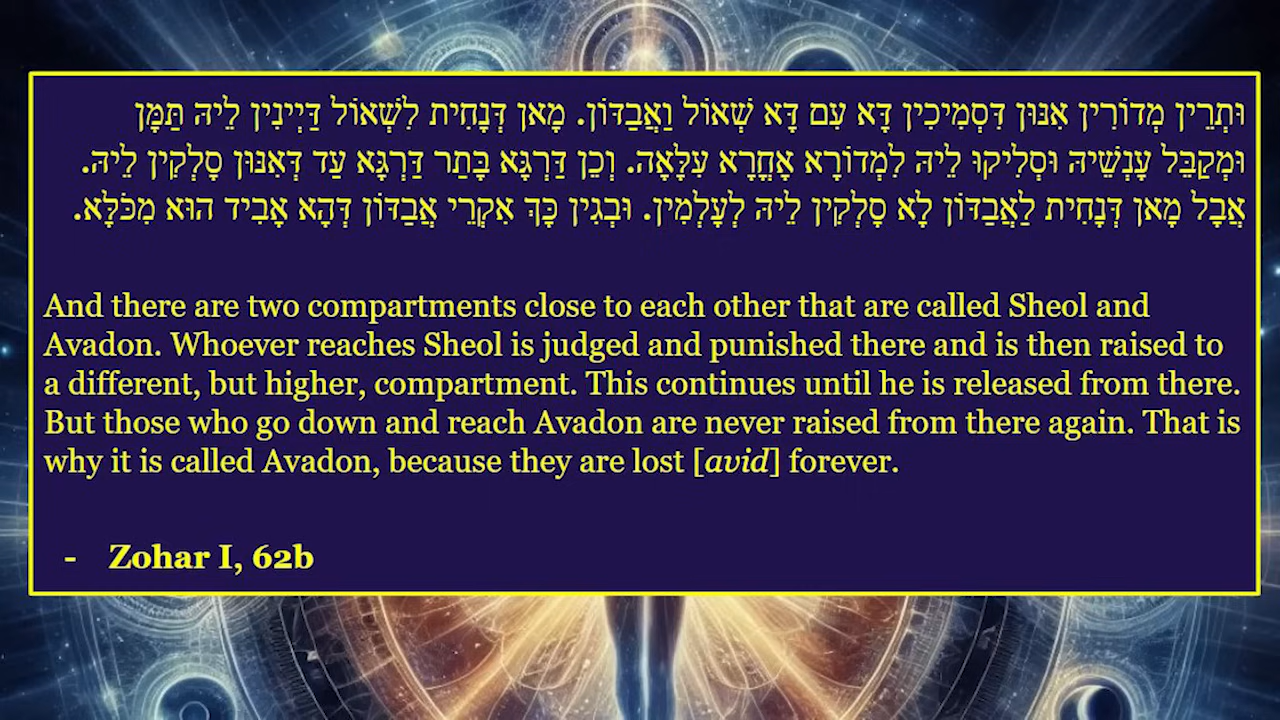 וּתְרֵין מְדוֹרִין אִנּוּן דִּסְמִיכִין דָּא עִם דָּא שְׁאוֹל וַאֲבַדּוֹן. מָאן דְּנָחִית לִשְׁאוֹל דַּיְינִין לֵיהּ תַּמָּן
וּמְקַבֵּל עָנְשֵׁיהּ וּסְלִיקוּ לֵיהּ לִמְדוֹרָא אָחֳרָא עִלָּאָה. וְכֵן דַּרְגָּא בָּתַר דַּרְגָּא עַד דְּאִנּוּן סָלְקִין לֵיהּ.
אֲבָל מָאן דְּנָחִית לַאֲבַדּוֹן לָא סָלְקִין לֵיהּ לְעָלְמִין. וּבְגִין כָּךְ אִקְרֵי אֲבַדּוֹן דְּהָא אָבִיד הוּא מִכֹּלָּא.
And there are two compartments close to each other that are called Sheol and
Avadon. Whoever reaches Sheol is judged and punished there and is then raised to
a different, but higher, compartment. This continues until he is released from there.
But those who go down and reach Avadon are never raised from there again. That is
why it is called Avadon, because they are lost [avid] forever.
- Zohar I, 62b